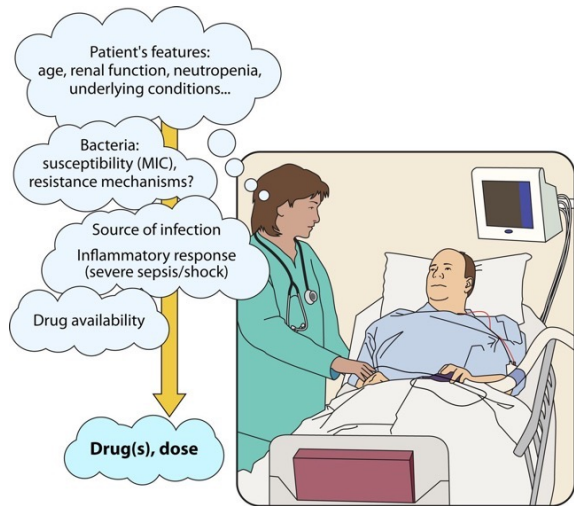 Patient's features:
age, renal function, neutropenia,
underlying conditions...
Bacteria:
susceptibility (MIC),
resistance mechanisms?
Source of infection
Inflammatory response
(severe sepsis/shock)
Drug availability
Drug(s), dose